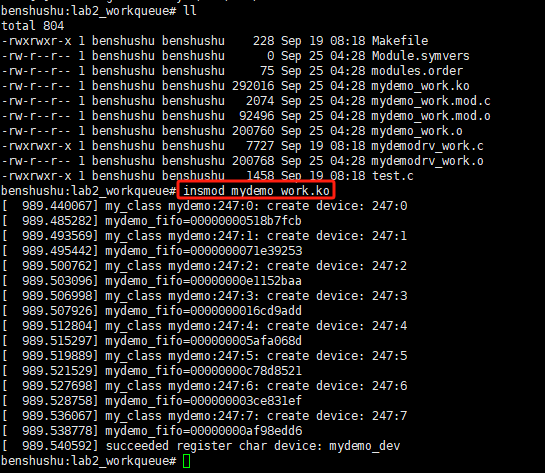 benshushu:lab2_workqueue# ll
total 804
-rwxrwxr-x 1 benshushu benshushu    228 Sep 19 08:18 Makefile
-rw-r--r-- 1 benshushu benshushu      0 Sep 25 04:28 Module.symvers
-rw-r--r-- 1 benshushu benshushu     75 Sep 25 04:28 modules.order
-rw-r--r-- 1 benshushu benshushu 292016 Sep 25 04:28 mydemo_work.ko
-rw-r--r-- 1 benshushu benshushu   2074 Sep 25 04:28 mydemo_work.mod.c
-rw-r--r-- 1 benshushu benshushu  92496 Sep 25 04:28 mydemo_work.mod.o
-rw-r--r-- 1 benshushu benshushu 200760 Sep 25 04:28 mydemo_work.o
-rwxrwxr-x 1 benshushu benshushu   7727 Sep 19 08:18 mydemodrv_work.c
-rw-r--r-- 1 benshushu benshushu 200768 Sep 25 04:28 mydemodrv_work.o
-rwxrwxr-x 1 benshushu benshushu   1458 Sep 19 08:18 test.c
benshushu:lab2_workqueue# insmod mydemo_work.ko
[  989.440067] my_class mydemo:247:0: create device: 247:0
[  989.485282] mydemo_fifo=00000000518b7fcb
[  989.493569] my_class mydemo:247:1: create device: 247:1
[  989.495442] mydemo_fifo=0000000071e39253
[  989.500762] my_class mydemo:247:2: create device: 247:2
[  989.503096] mydemo_fifo=00000000e1152baa
[  989.506998] my_class mydemo:247:3: create device: 247:3
[  989.507926] mydemo_fifo=0000000016cd9add
[  989.512804] my_class mydemo:247:4: create device: 247:4
[  989.515297] mydemo_fifo=000000005afa068d
[  989.519889] my_class mydemo:247:5: create device: 247:5
[  989.521529] mydemo_fifo=00000000c78d8521
[  989.527698] my_class mydemo:247:6: create device: 247:6
[  989.528758] mydemo_fifo=000000003ce831ef
[  989.536067] my_class mydemo:247:7: create device: 247:7
[  989.538778] mydemo_fifo=00000000af98edd6
[  989.540592] succeeded register char device: mydemo_dev
benshushu:lab2_workqueue#